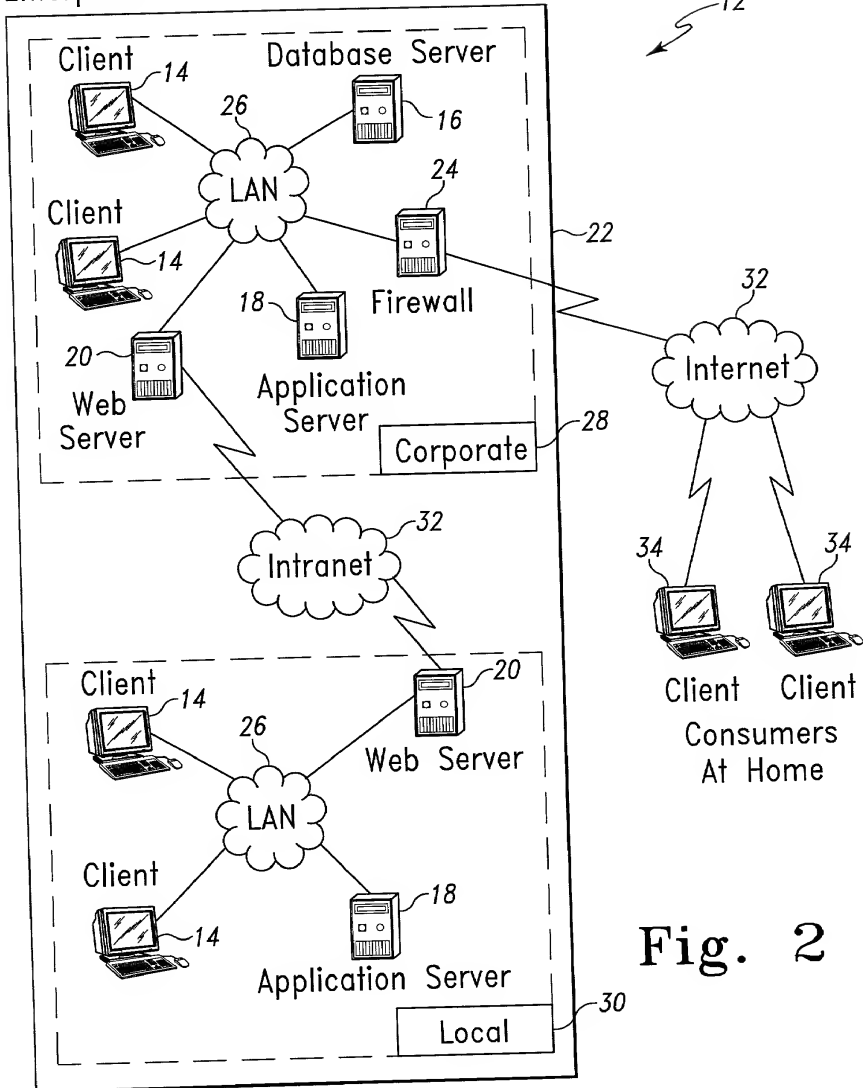 12
Client
14
Database Server
16
26
LAN
24
22
Client
14
Firewall
18
Application
Server
20
Web
Server
28
Corporate
32
Internet
32
Intranet
34
34
Client
Client
Consumers
At Home
Client
14
20
Web Server
26
LAN
Client
14
18
Application Server
30
Local
Fig. 2